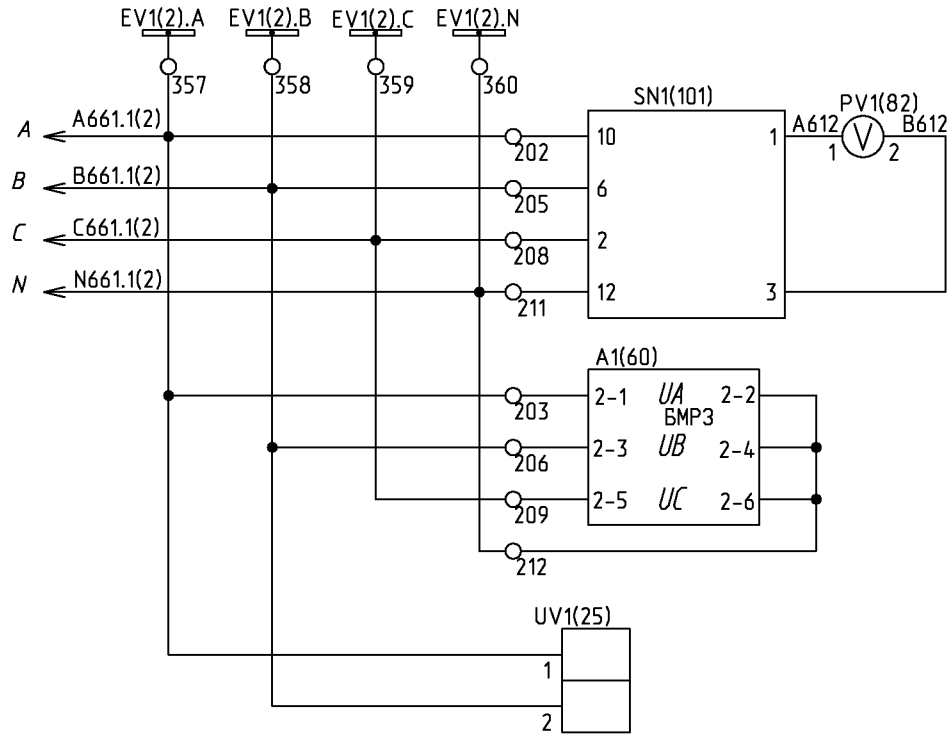 EV1(2).A EV1(2).B EV1(2).C EV1(2).N
357 358 359 360
SN1(101)
PV1(82)
A A661.1(2) 202 10 1 A612 1 V 2 B612
B B661.1(2) 205 6
C C661.1(2) 208 2
N N661.1(2) 211 12 3
A1(60)
203 2-1 UA 2-2
БМРЗ
206 2-3 UB 2-4
209 2-5 UC 2-6
212
UV1(25)
1
2